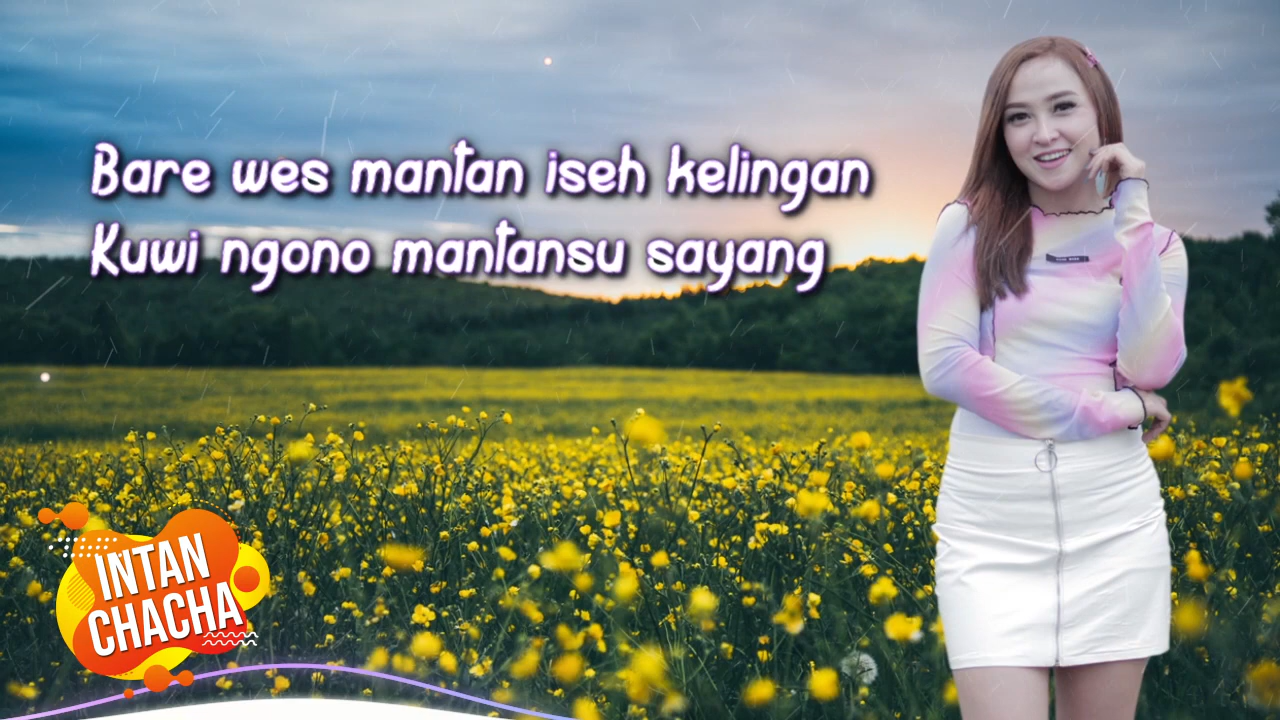 Bare wes mantan iseh kelingan
Kuwi ngono mantansu sayang
INTAN
CHACHA